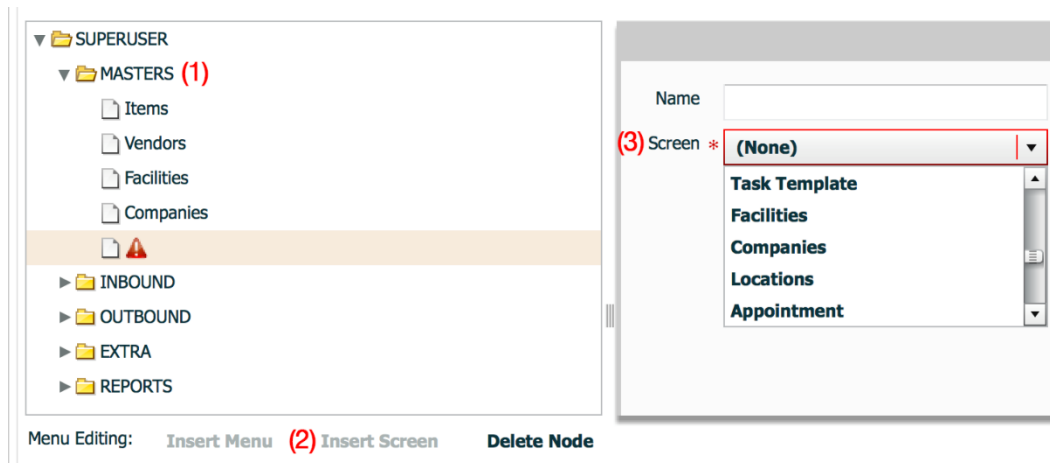 SUPERUSER
MASTERS (1)
Items
Vendors
Facilities
Companies
INBOUND
OUTBOUND
EXTRA
REPORTS
Menu Editing: Insert Menu (2) Insert Screen Delete Node
Name
(3) Screen * (None)
Task Template
Facilities
Companies
Locations
Appointment